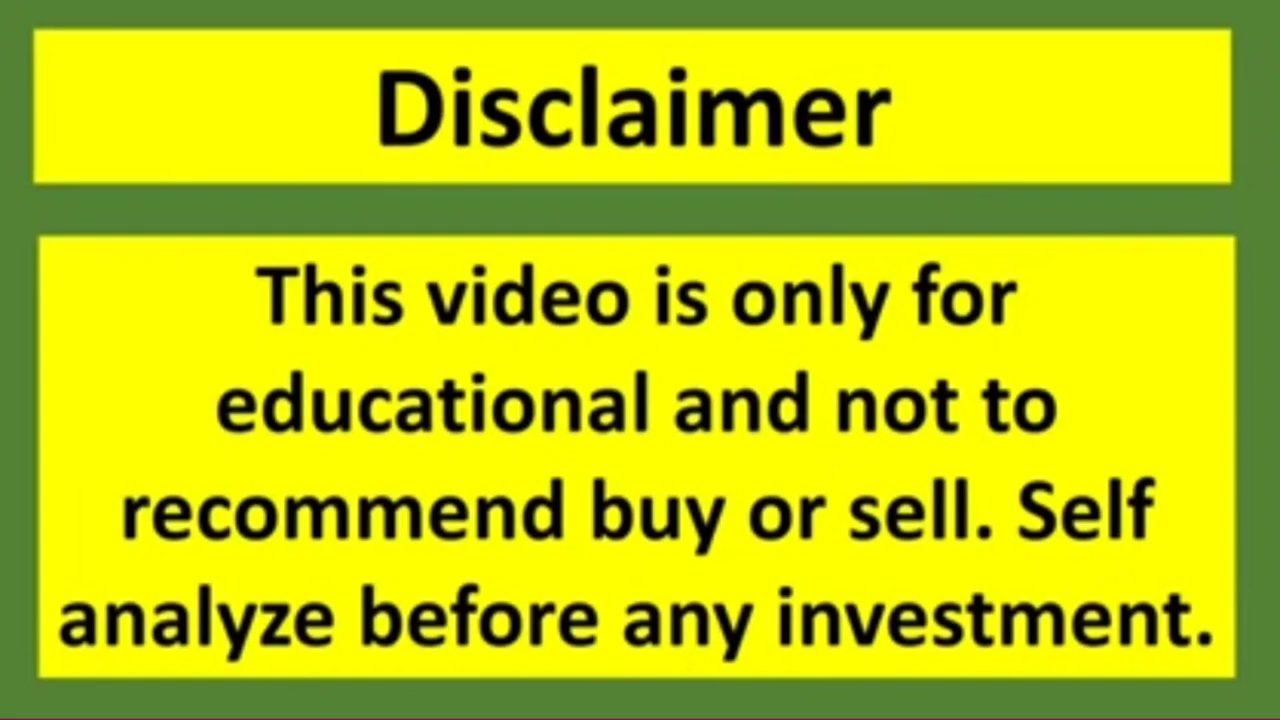 Disclaimer
This video is only for
educational and not to
recommend buy or sell. Self
analyze before any investment.